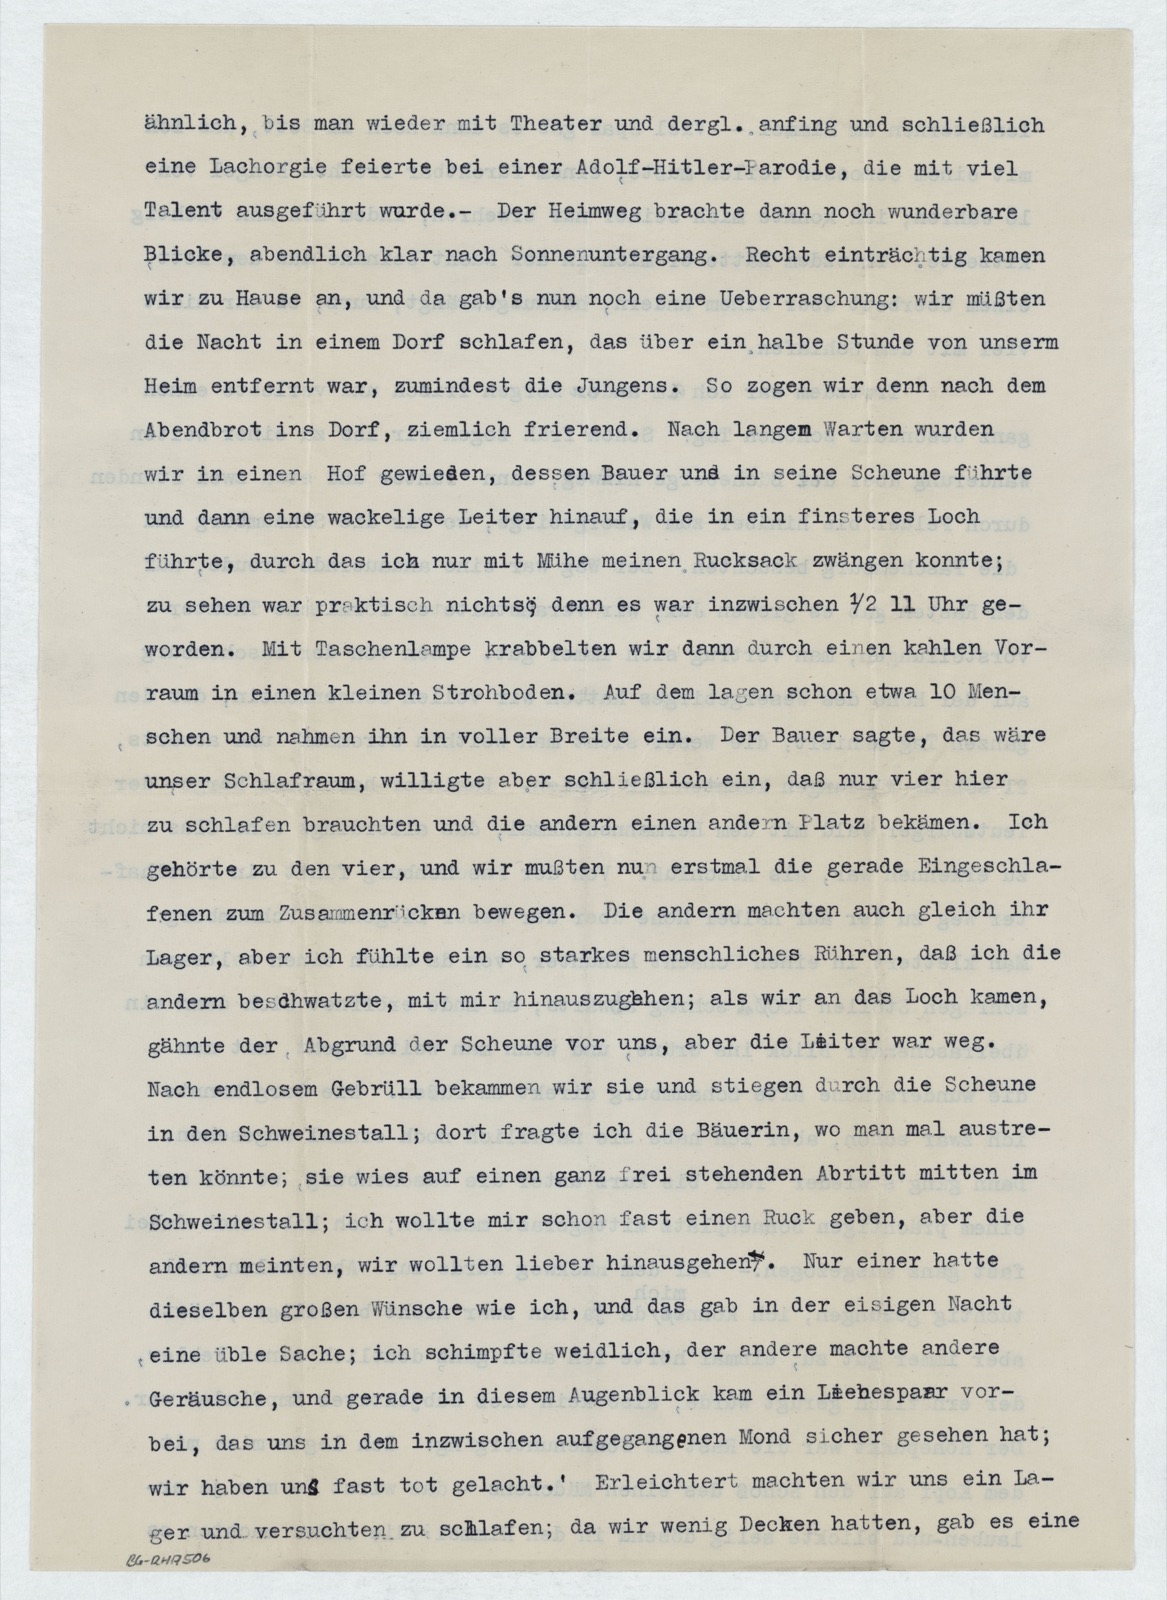 ähnlich, bis man wieder mit Theater und dergl. anfing und schließlich
eine Lachorgie feierte bei einer Adolf-Hitler-Parodie, die mit viel
Talent ausgeführt wurde.- Der Heimweg brachte dann noch wunderbare
Blicke, abendlich klar nach Sonnenuntergang. Recht einträchtig kamen
wir zu Hause an, und da gab's nun noch eine Ueberraschung: wir müßten
die Nacht in einem Dorf schlafen, das über ein halbe Stunde von unserm
Heim entfernt war, zumindest die Jungens. So zogen wir denn nach dem
Abendbrot ins Dorf, ziemlich frierend. Nach langem Warten wurden
wir in einen Hof gewiesen, dessen Bauer uns in seine Scheune führte
und dann eine wackelige Leiter hinauf, die in ein finsteres Loch
führte, durch das ich nur mit Mühe meinen Rucksack zwängen konnte;
zu sehen war praktisch nichts; denn es war inzwischen 1/2 11 Uhr ge-
worden. Mit Taschenlampe krabbelten wir dann durch einen kahlen Vor-
raum in einen kleinen Strohboden. Auf dem lagen schon etwa 10 Men-
schen und nahmen ihn in voller Breite ein. Der Bauer sagte, das wäre
unser Schlafraum, willigte aber schließlich ein, daß nur vier hier
zu schlafen brauchten und die andern einen andern Platz bekämen. Ich
gehörte zu den vier, und wir mußten nun erstmal die gerade Eingeschla-
fenen zum Zusammenrücken bewegen. Die andern machten auch gleich ihr
Lager, aber ich fühlte ein so starkes menschliches Rühren, daß ich die
andern beschwatzte, mit mir hinauszugehen; als wir an das Loch kamen,
gähnte der Abgrund der Scheune vor uns, aber die Leiter war weg.
Nach endlosem Gebrüll bekammen wir sie und stiegen durch die Scheune
in den Schweinestall; dort fragte ich die Bäuerin, wo man mal austre-
ten könnte; sie wies auf einen ganz frei stehenden Abrtitt mitten im
Schweinestall; ich wollte mir schon fast einen Ruck geben, aber die
andern meinten, wir wollten lieber hinausgehen. Nur einer hatte
dieselben großen Wünsche wie ich, und das gab in der eisigen Nacht
eine üble Sache; ich schimpfte weidlich, der andere machte andere
Geräusche, und gerade in diesem Augenblick kam ein Liebespaar vor-
bei, das uns in dem inzwischen aufgegangenen Mond sicher gesehen hat;
wir haben uns fast tot gelacht.' Erleichtert machten wir uns ein La-
ger und versuchten zu schlafen; da wir wenig Decken hatten, gab es eine
BG-RHA506